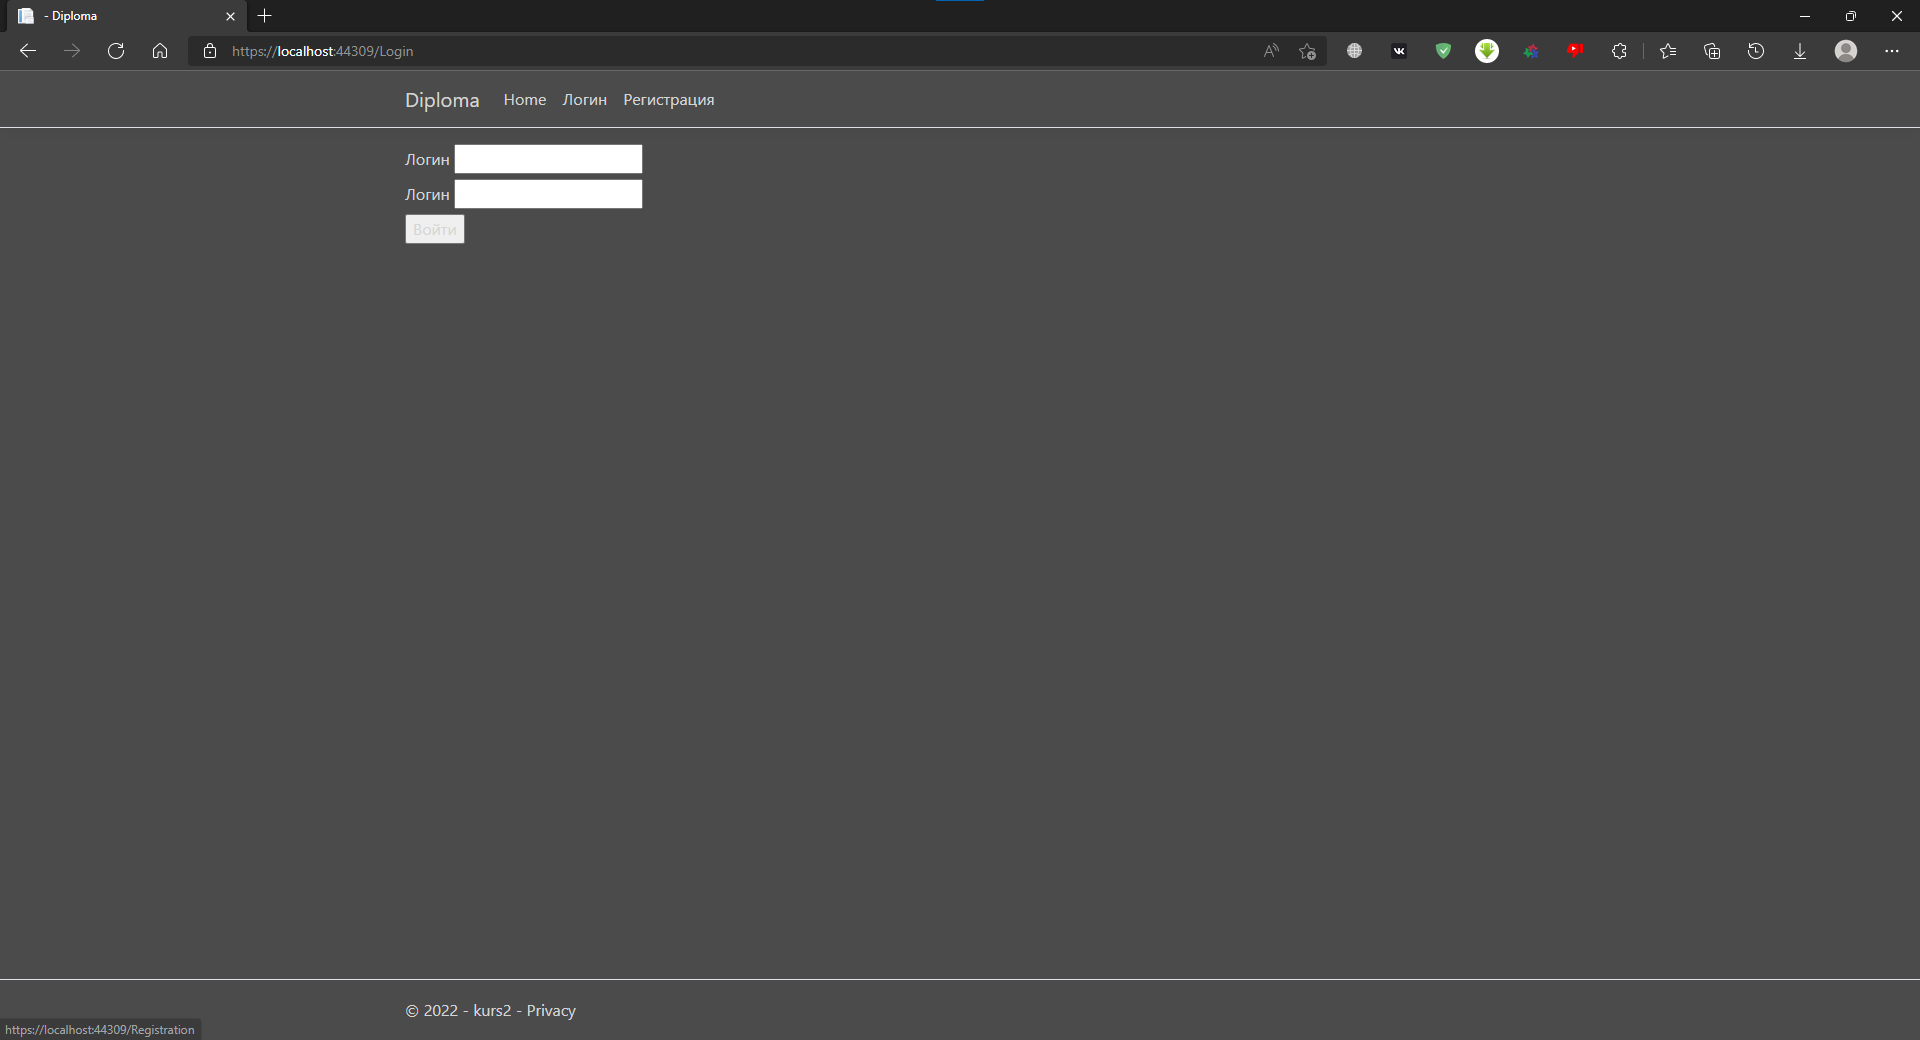 - Diploma
https://localhost:44309/Login
Diploma Home Логин Регистрация
Логин
Логин
Войти
© 2022 - kurs2 - Privacy
https://localhost:44309/Registration